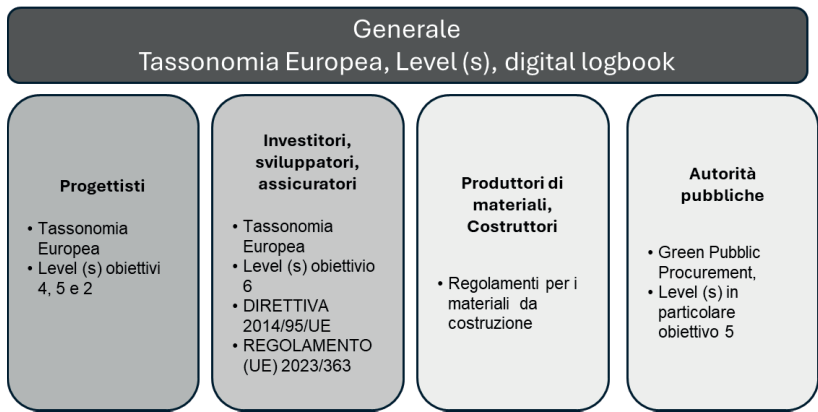 Generale
Tassonomia Europea, Level (s), digital logbook
Progettisti
• Tassonomia
Europea
• Level (s) obiettivi
4, 5 e 2
Investitori,
sviluppatori,
assicuratori
• Tassonomia
Europea
• Level (s) obiettivio
6
• DIRETTIVA
2014/95/UE
• REGOLAMENTO
(UE) 2023/363
Produttori di
materiali,
Costruttori
• Regolamenti per i
materiali da
costruzione
Autorità
pubbliche
• Green Pubblic
Procurement,
• Level (s) in
particolare
obiettivo 5